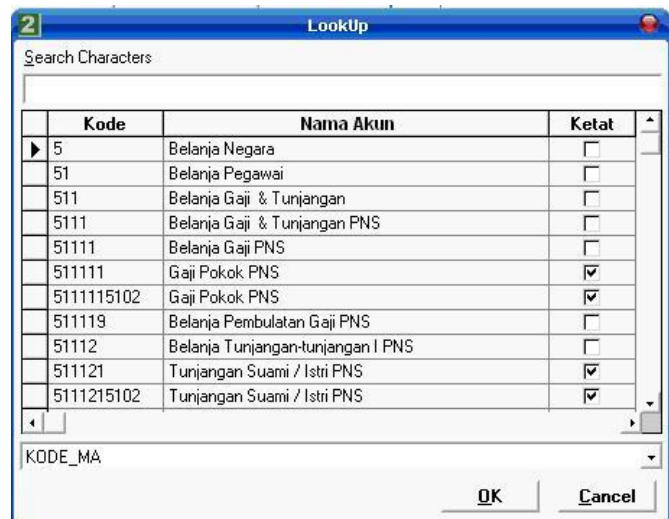 2 LookUp
Search Characters
Kode Nama Akun Ketat
5 Belanja Negara
51 Belanja Pegawai
511 Belanja Gaji & Tunjangan
5111 Belanja Gaji & Tunjangan PNS
51111 Belanja Gaji PNS
511111 Gaji Pokok PNS
5111115102 Gaji Pokok PNS
511119 Belanja Pembulatan Gaji PNS
51112 Belanja Tunjangan-tunjangan I PNS
511121 Tunjangan Suami / Istri PNS
5111215102 Tunjangan Suami / Istri PNS
KODE_MA
OK Cancel